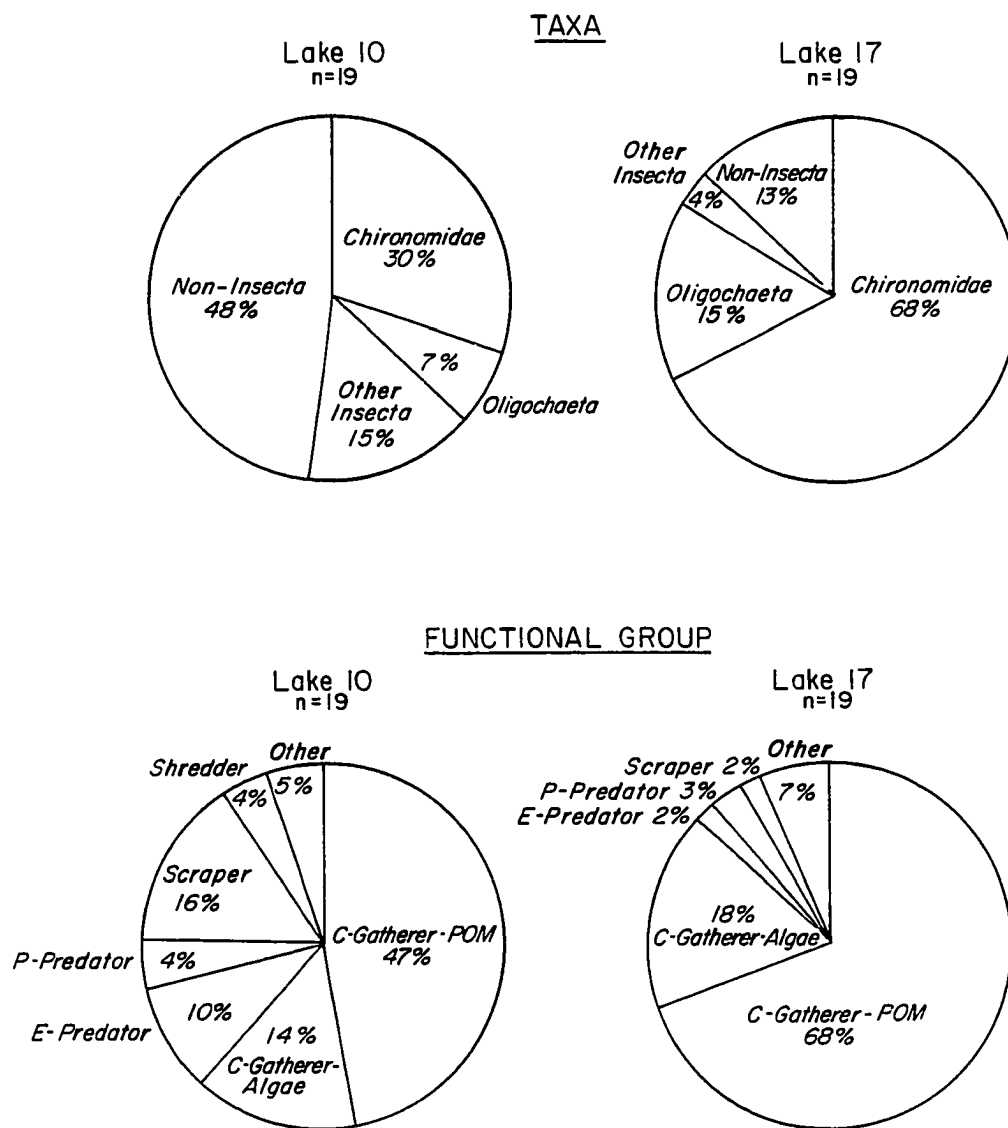 TAXA
Lake 10
n=19
Chironomidae
30%
7%
Oligochaeta
Other
Insecta
15%
Non-Insecta
48%
Lake 17
n=19
Other
Insecta
4%
Non-Insecta
13%
Oligochaeta
15%
Chironomidae
68%
FUNCTIONAL GROUP
Lake 10
n=19
Shredder
4%
Other
5%
Scraper
16%
C-Gatherer-POM
47%
P-Predator
4%
E-Predator
10%
14%
C-Gatherer-
Algae
Lake 17
n=19
Other
7%
Scraper 2%
P-Predator 3%
E-Predator 2%
18%
C-Gatherer-Algae
C-Gatherer-POM
68%